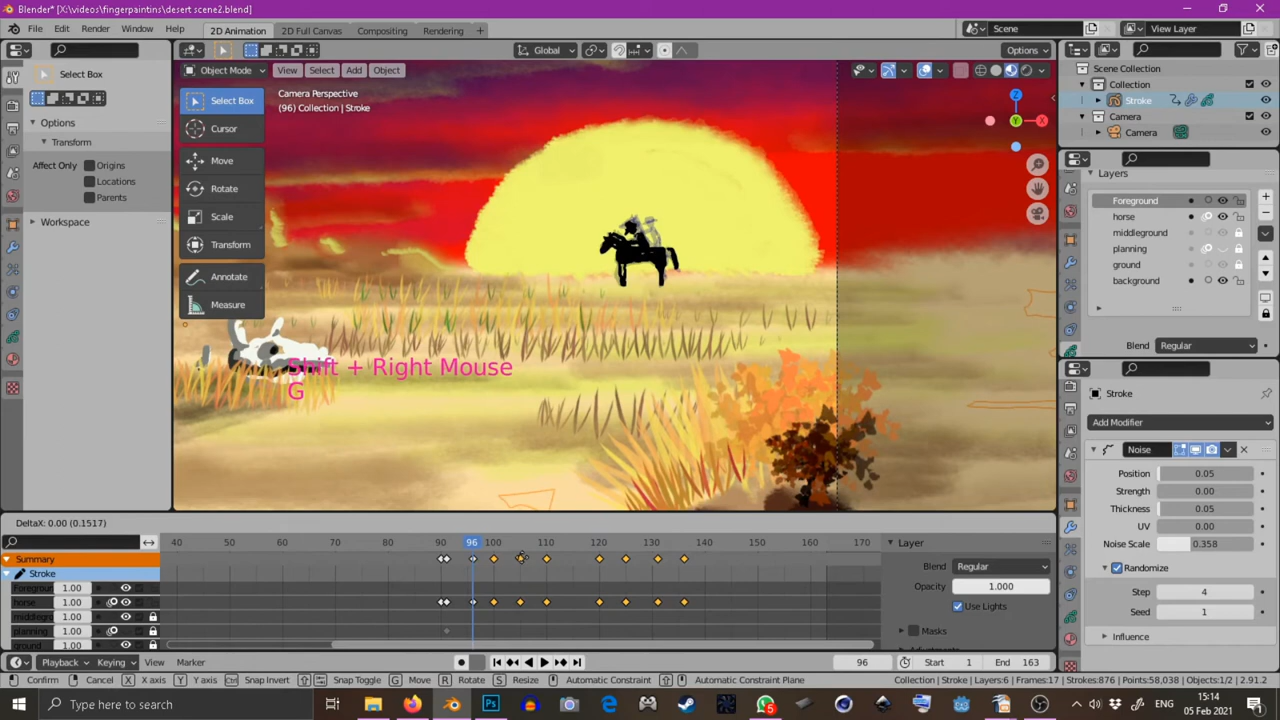 Blender* [X:\videos\fingerpaintins\desert scene2.blend]
File Edit Render Window Help 2D Animation 2D Full Canvas Compositing Rendering + Scene View Layer
Global Options
Select Box
Object Mode View Select Add Object
Camera Perspective
(96) Collection | Stroke
Options
Transform
Affect Only Origins
Locations
Parents
Workspace
Select Box
Cursor
Move
Rotate
Scale
Transform
Annotate
Measure
Z
X
Y
Shift + Right Mouse
G
Scene Collection
Collection
Stroke
Camera
Camera
Layers
Foreground
horse
middleground
planning
ground
background
Blend Regular
Stroke
Add Modifier
Noise
Position 0.05
Strength 0.00
Thickness 0.05
UV 0.00
Noise Scale 0.358
Randomize
Step 4
Seed 1
Influence
DeltaX: 0.00 (0.1517)
40 50 60 70 80 90 96 100 110 120 130 140 150 160 170
Summary
Stroke
Foregroun 1.00
horse 1.00
middlegro 1.00
planning 1.00
ground 1.00
Layer
Blend Regular
Opacity 1.000
Use Lights
Masks
Playback Keying View Marker 96 Start 1 End 163
Confirm Cancel X X axis Y Y axis Ctrl Snap Invert Snap Toggle G Move R Rotate S Resize Automatic Constraint Automatic Constraint Plane Collection | Stroke | Layers:6 | Frames:17 | Strokes:876 | Points:58,038 | Objects:1/2 | 2.91.2
Type here to search
ENG
15:14
05 Feb 2021